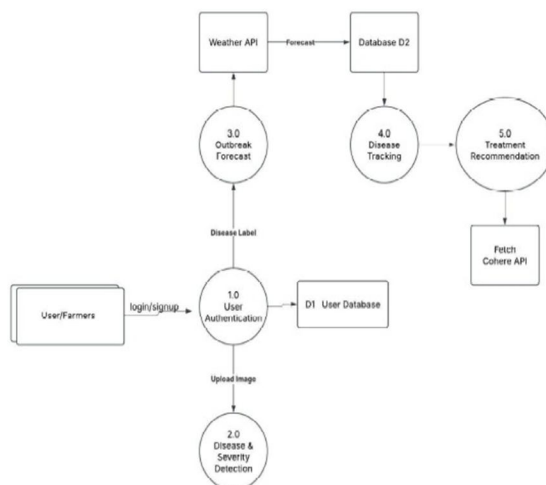 Weather API
Forecast
Database D2
3.0
Outbreak
Forecast
4.0
Disease
Tracking
5.0
Treatment
Recommendation
Disease Label
Fetch
Cohere API
User/Farmers
login/signup
1.0
User
Authentication
D1 User Database
Upload Image
2.0
Disease &
Severity
Detection